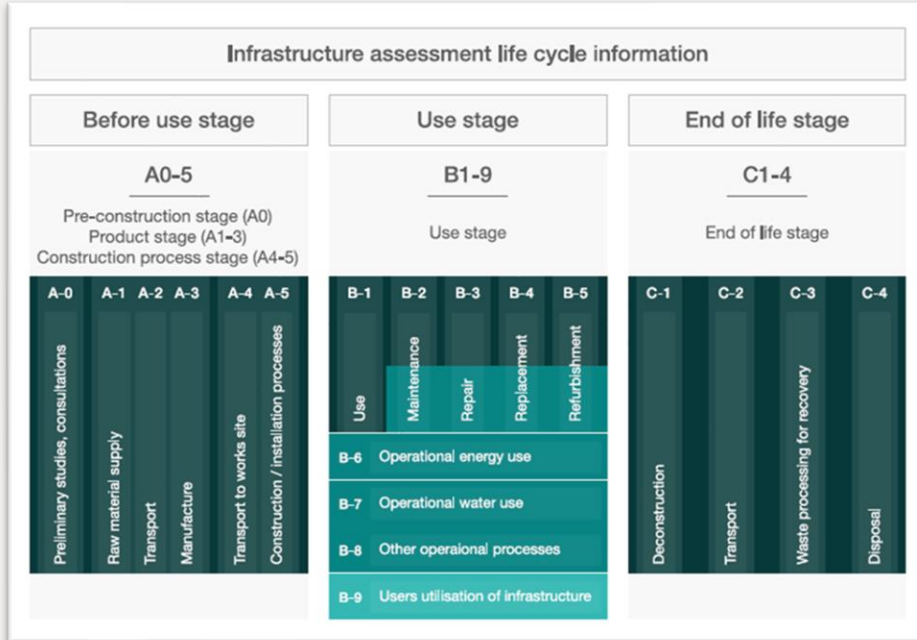 Infrastructure assessment life cycle information
Before use stage
A0-5
Pre-construction stage (A0)
Product stage (A1-3)
Construction process stage (A4-5)
A-0
A-1
A-2
A-3
A-4
A-5
Preliminary studies, consultations
Raw material supply
Transport
Manufacture
Transport to works site
Construction / installation processes
Use stage
B1-9
Use stage
B-1
B-2
B-3
B-4
B-5
Use
Maintenance
Repair
Replacement
Refurbishment
B-6 Operational energy use
B-7 Operational water use
B-8 Other operaional processes
B-9 Users utilisation of infrastructure
End of life stage
C1-4
End of life stage
C-1
C-2
C-3
C-4
Deconstruction
Transport
Waste processing for recovery
Disposal